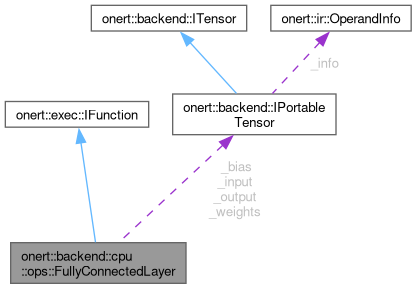 onert::backend::ITensor
onert::ir::OperandInfo
_info
onert::exec::IFunction
onert::backend::IPortable
Tensor
_bias
_input
_output
_weights
onert::backend::cpu
::ops::FullyConnectedLayer